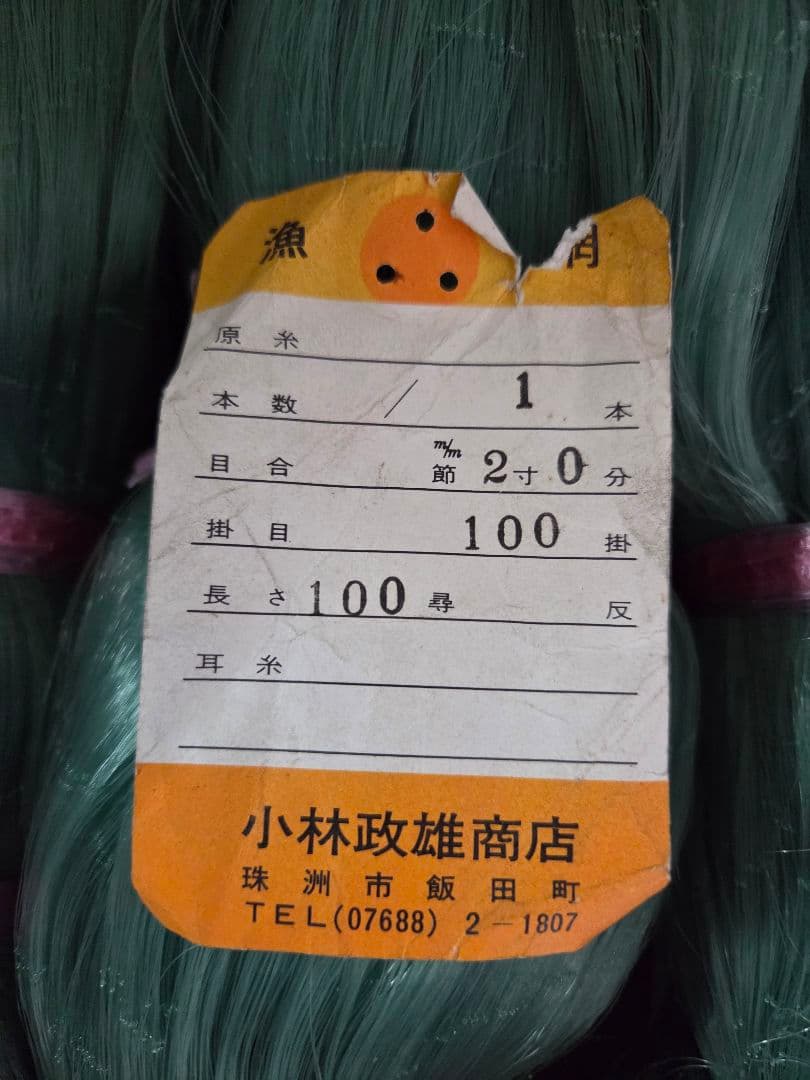 漁 網
原糸
本数 / 1 本
目合 m/m 節 2寸0分
掛目 100 掛
長さ 100 尋 反
耳糸
小林政雄商店
珠洲市飯田町
TEL(07688) 2-1807